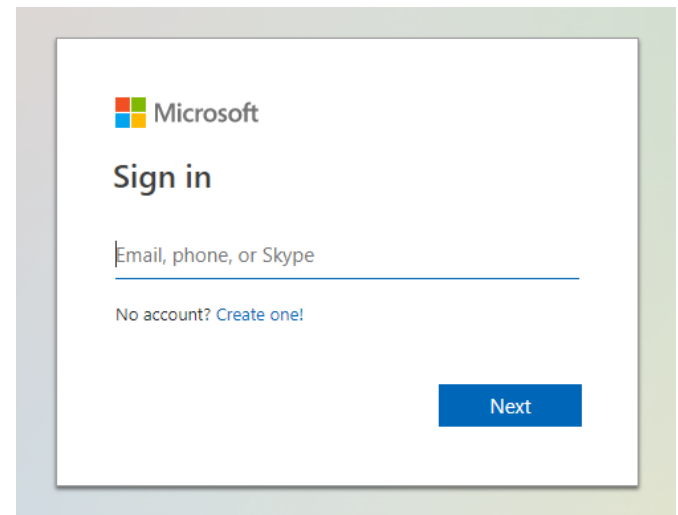 Microsoft
Sign in
Email, phone, or Skype
No account? Create one!
Next